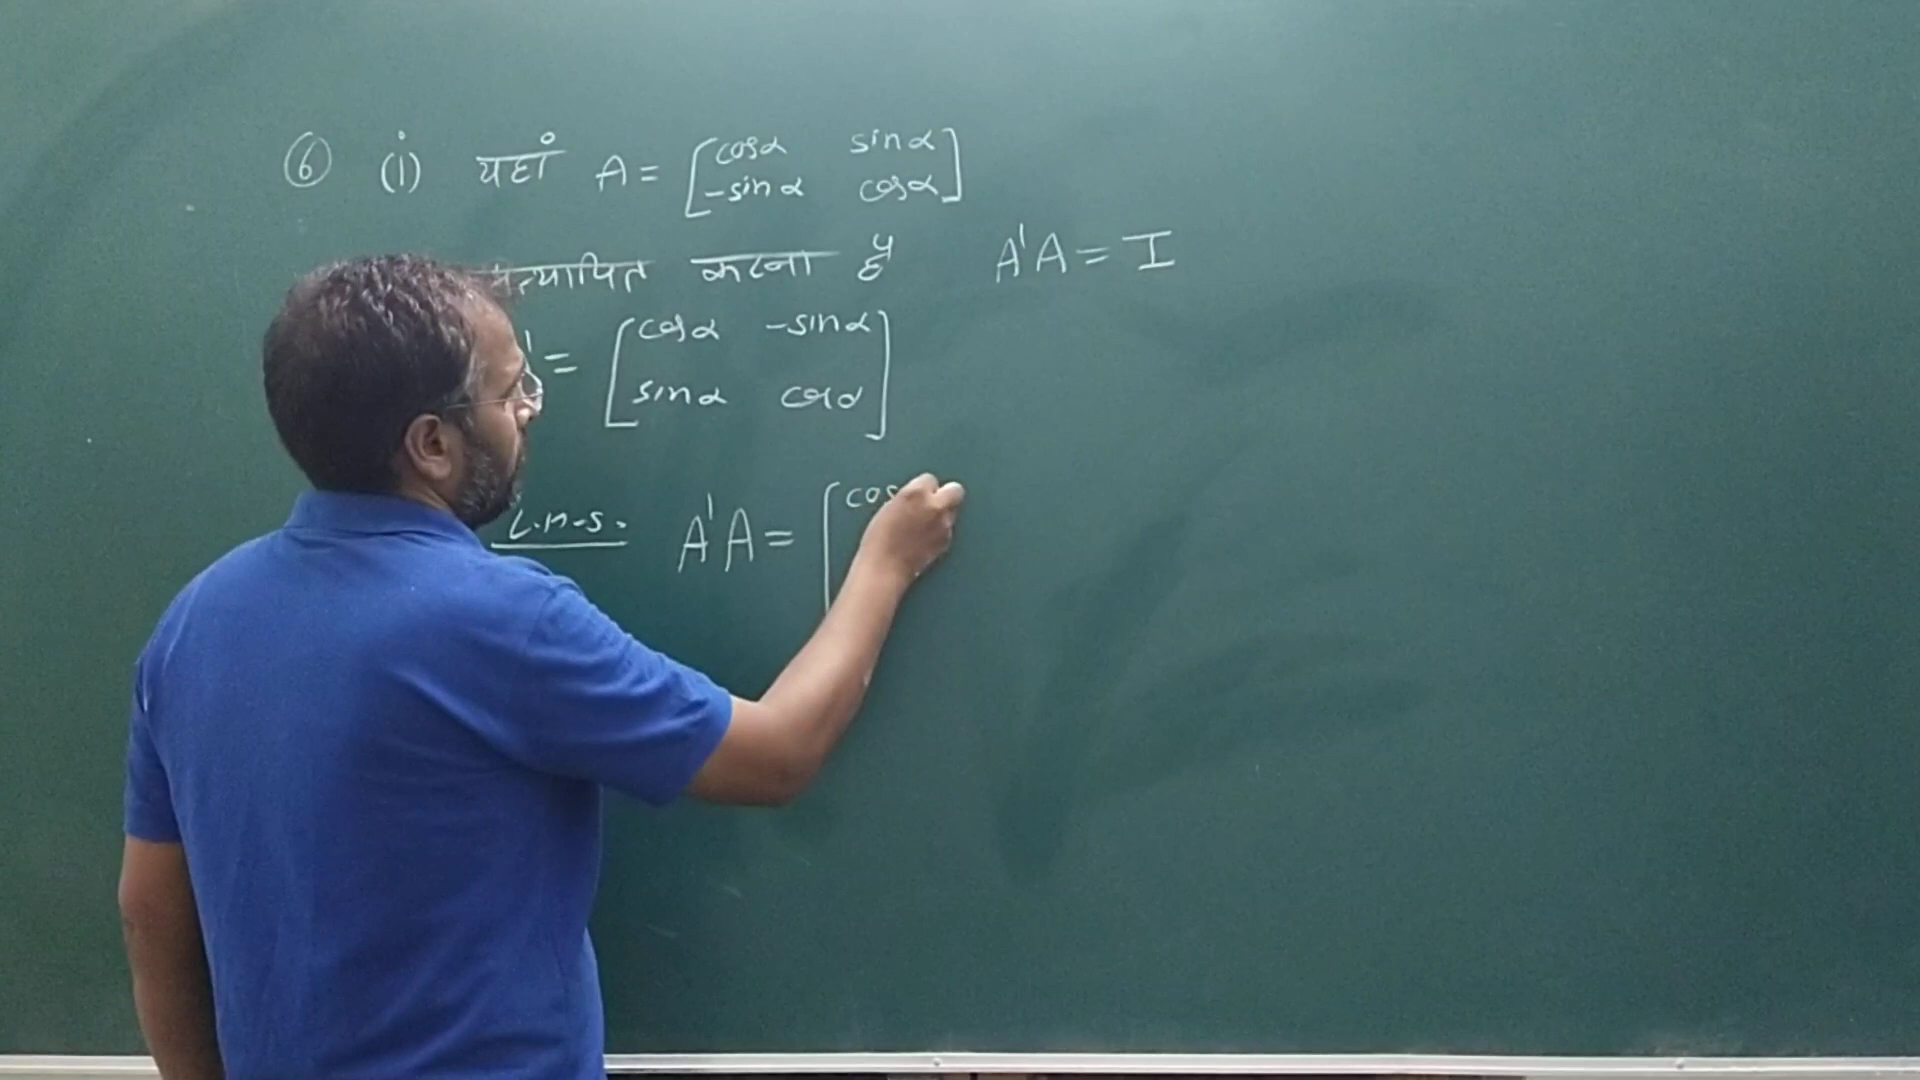 ⑥ (i) यहां A = [cosα sinα
-sinα cosα]
सत्यापित करना है A'A = I
' = [cosα -sinα
sinα cosα]
L.H.S. A'A = [cos